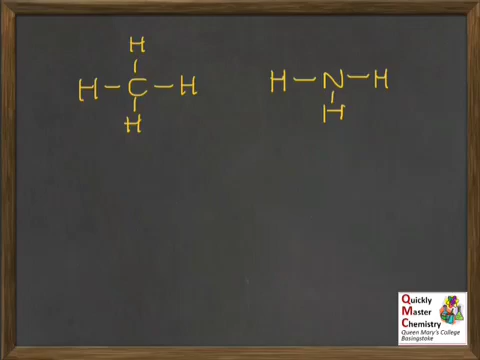 H
H - C - H
H
H - N - H
H
Quickly
Master
Chemistry
Queen Mary's College
Basingstoke